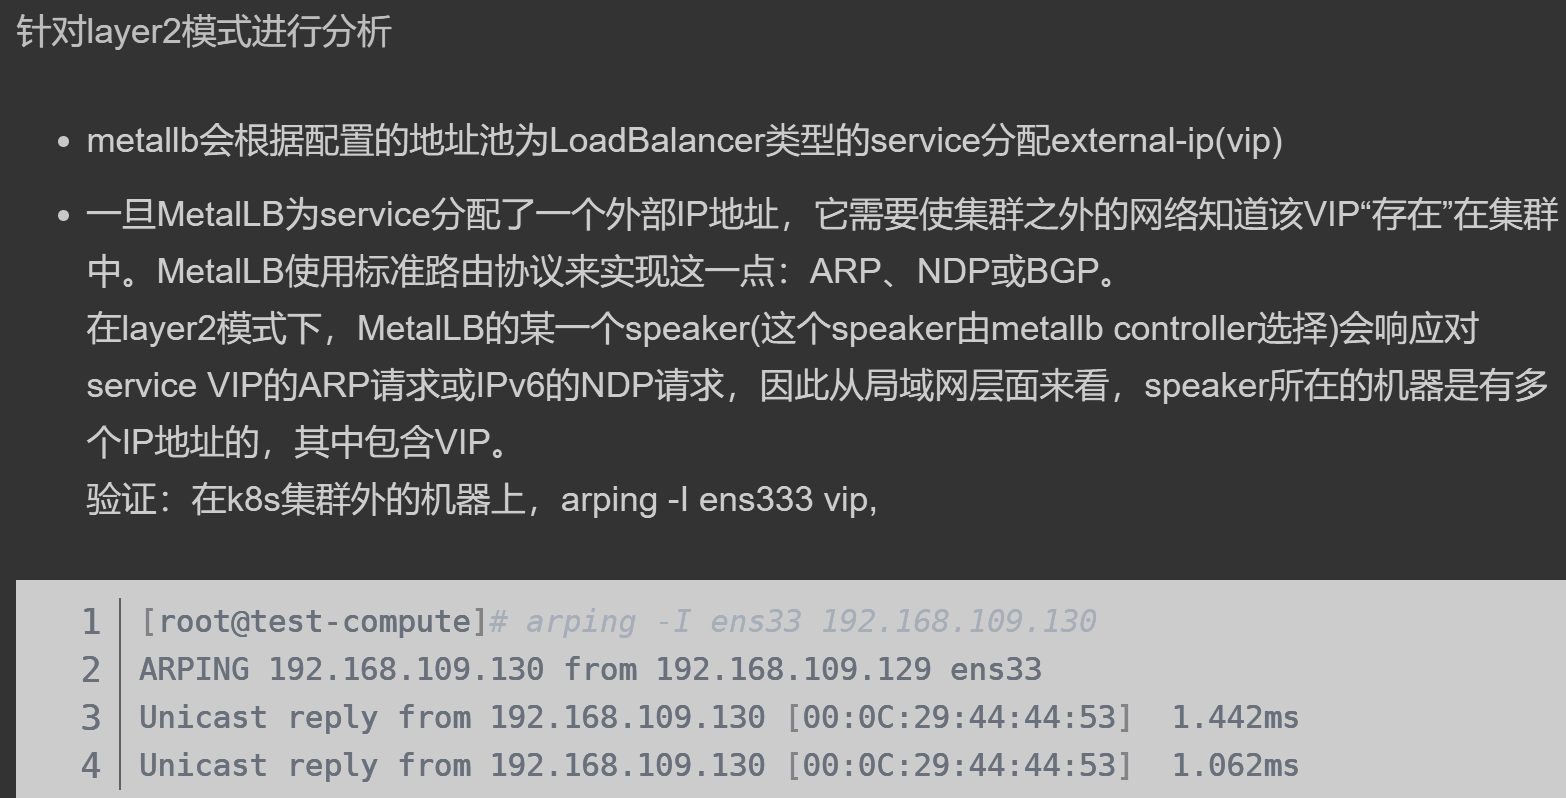 针对layer2模式进行分析
• metallb会根据配置的地址池为LoadBalancer类型的service分配external-ip(vip)
• 一旦MetalLB为service分配了一个外部IP地址，它需要使集群之外的网络知道该VIP“存在”在集群
中。MetalLB使用标准路由协议来实现这一点：ARP、NDP或BGP。
在layer2模式下，MetalLB的某一个speaker(这个speaker由metallb controller选择)会响应对
service VIP的ARP请求或IPv6的NDP请求，因此从局域网层面来看，speaker所在的机器是有多
个IP地址的，其中包含VIP。
验证：在k8s集群外的机器上，arping -I ens333 vip,
1 [root@test-compute]# arping -I ens33 192.168.109.130
2 ARPING 192.168.109.130 from 192.168.109.129 ens33
3 Unicast reply from 192.168.109.130 [00:0C:29:44:44:53]  1.442ms
4 Unicast reply from 192.168.109.130 [00:0C:29:44:44:53]  1.062ms